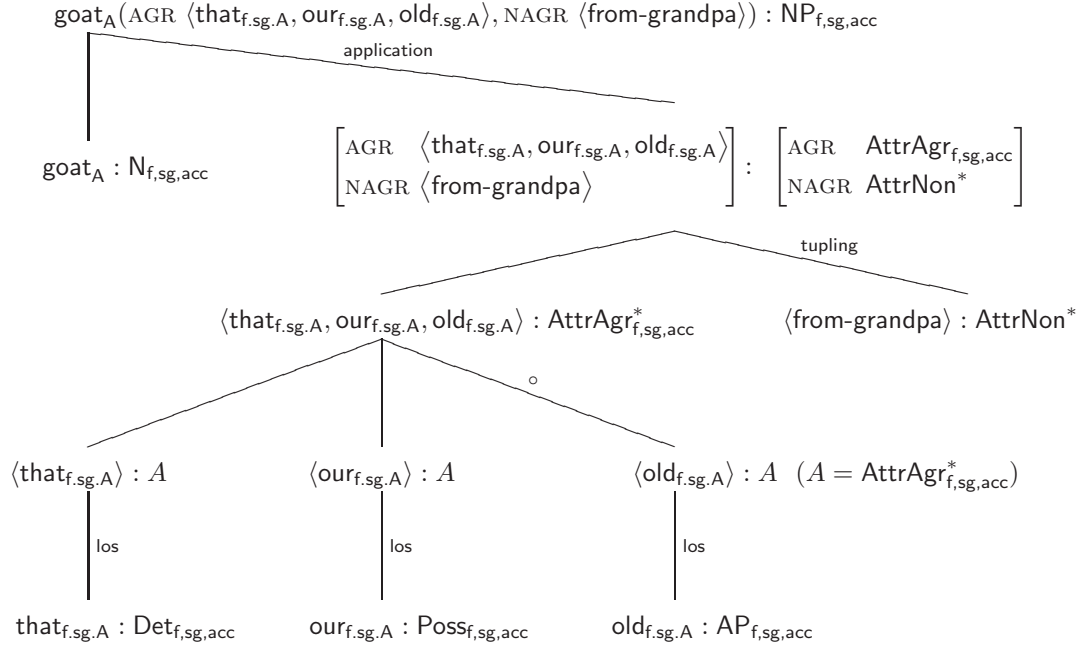 goat_A(AGR ⟨that_f.sg.A, our_f.sg.A, old_f.sg.A⟩, NAGR ⟨from-grandpa⟩) : NP_f,sg,acc
application
goat_A : N_f,sg,acc
[AGR ⟨that_f.sg.A, our_f.sg.A, old_f.sg.A⟩ : [AGR AttrAgr_f,sg,acc
NAGR ⟨from-grandpa⟩] NAGR AttrNon*]
tupling
⟨that_f.sg.A, our_f.sg.A, old_f.sg.A⟩ : AttrAgr*_f,sg,acc ⟨from-grandpa⟩ : AttrNon*
∘
⟨that_f.sg.A⟩ : A ⟨our_f.sg.A⟩ : A ⟨old_f.sg.A⟩ : A (A = AttrAgr*_f,sg,acc)
los los los
that_f.sg.A : Det_f,sg,acc our_f.sg.A : Poss_f,sg,acc old_f.sg.A : AP_f,sg,acc